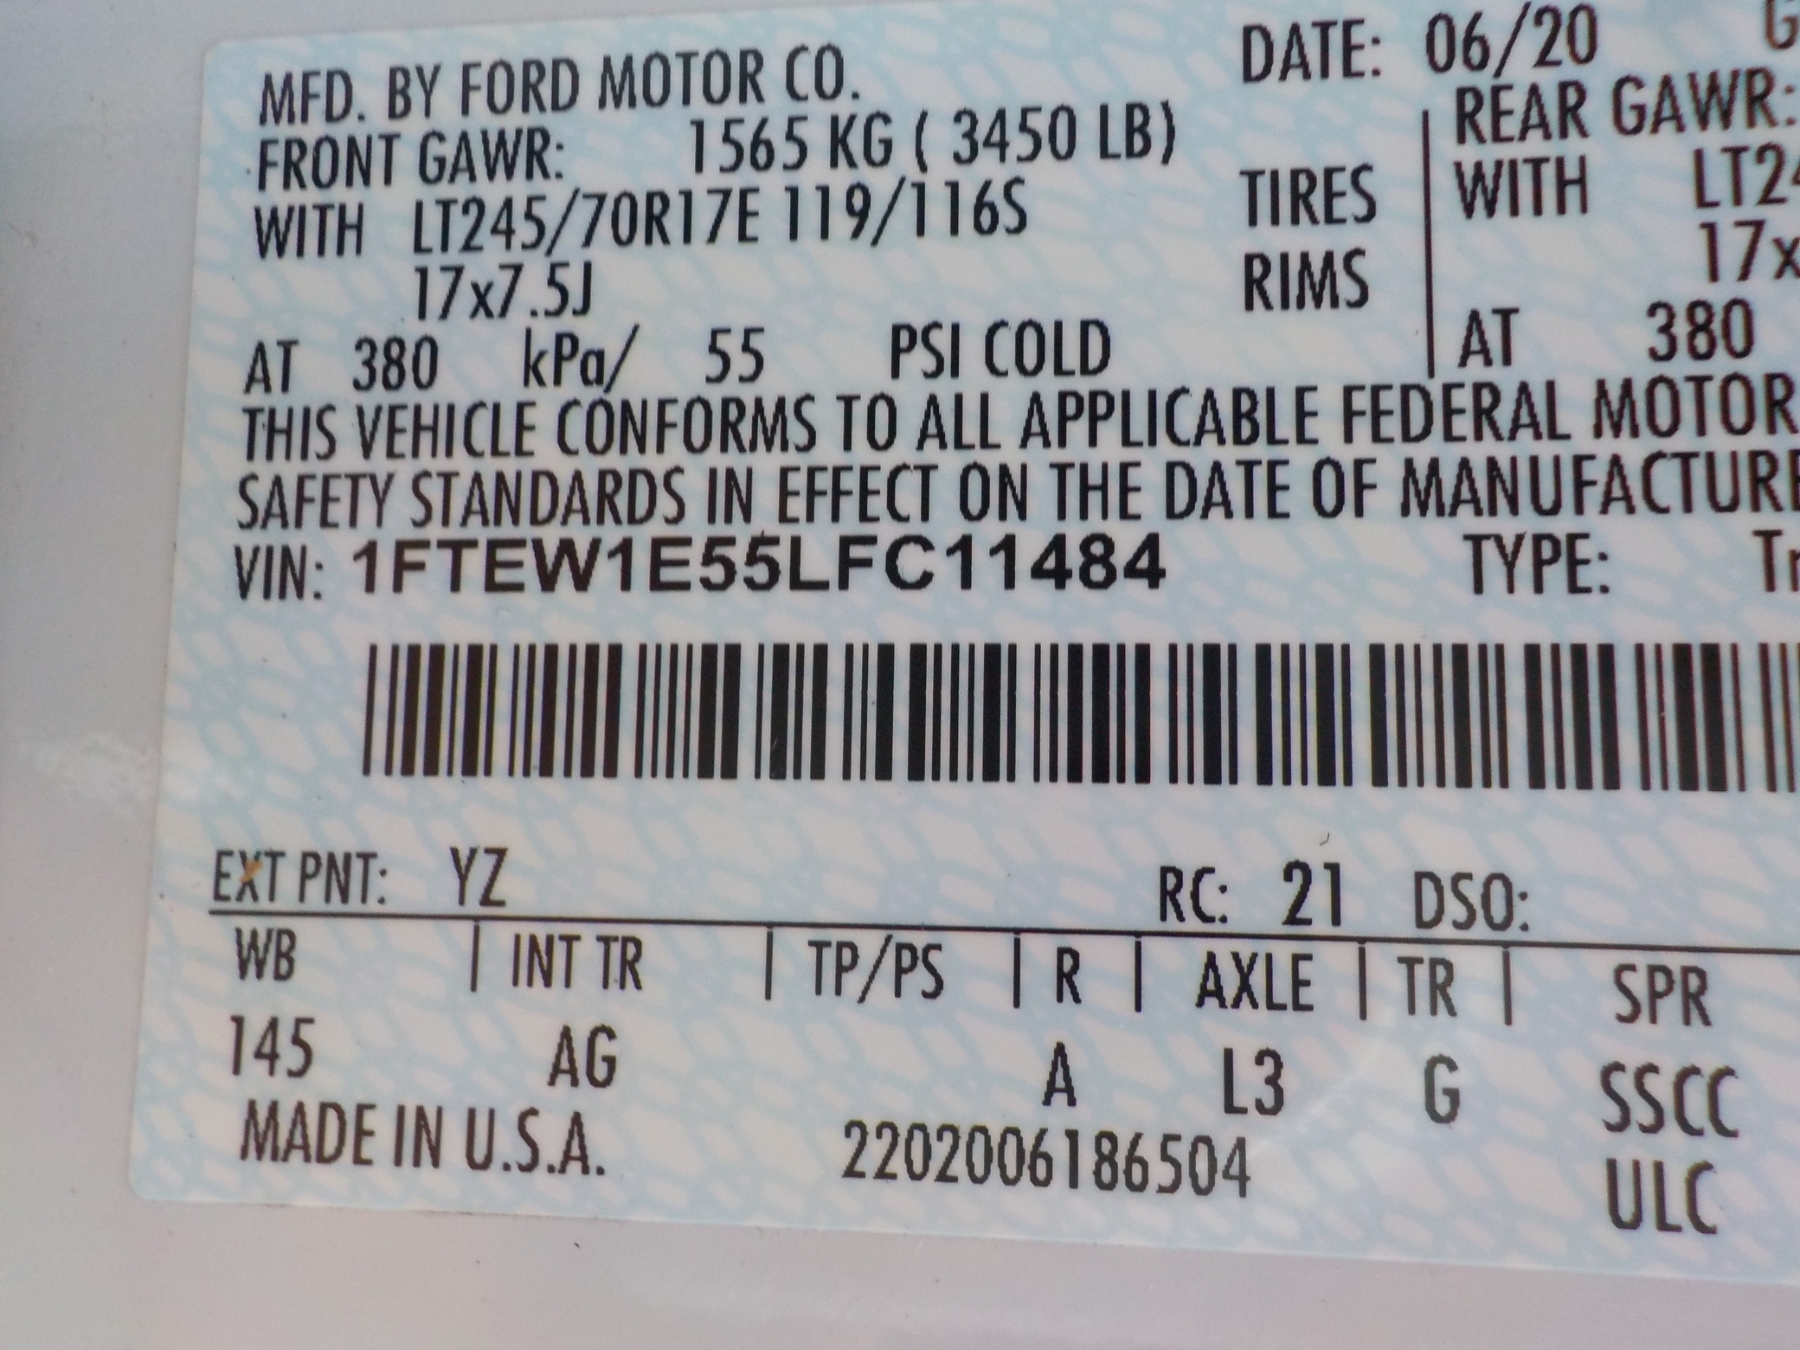 MFD. BY FORD MOTOR CO. DATE: 06/20 G
FRONT GAWR: 1565 KG ( 3450 LB) REAR GAWR:
WITH LT245/70R17E 119/116S TIRES WITH LT24
17x7.5J RIMS 17x
AT 380 kPa/ 55 PSI COLD AT 380
THIS VEHICLE CONFORMS TO ALL APPLICABLE FEDERAL MOTOR
SAFETY STANDARDS IN EFFECT ON THE DATE OF MANUFACTURE
VIN: 1FTEW1E55LFC11484 TYPE: Tr
EXT PNT: YZ RC: 21 DSO:
WB | INT TR | TP/PS | R | AXLE | TR | SPR
145 AG A L3 G SSCC
MADE IN U.S.A. 2202006186504 ULC